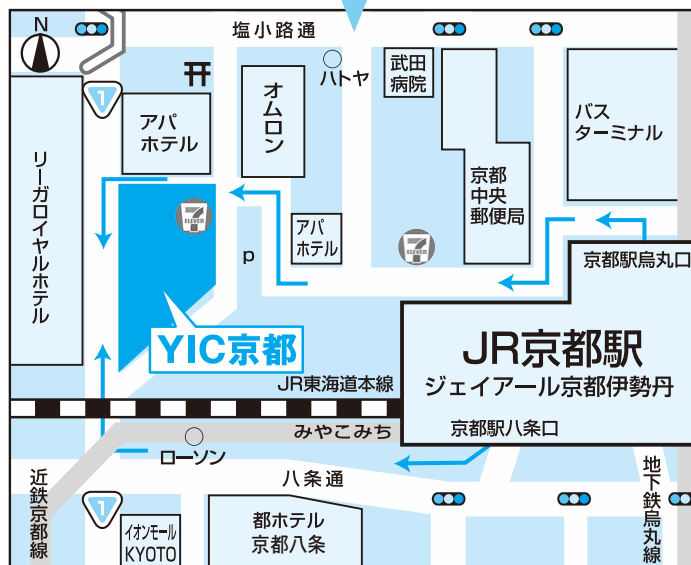 N
塩小路通
1
アパ
ホテル
オムロン
ハトヤ
武田
病院
バス
ターミナル
リーガロイヤルホテル
7
ELEVEN
京都
中央
郵便局
アパ
ホテル
7
ELEVEN
P
京都駅烏丸口
YIC京都
JR京都駅
ジェイアール京都伊勢丹
JR東海道本線
みやこみち
京都駅八条口
ローソン
八条通
近鉄京都線
1
イオンモール
KYOTO
都ホテル
京都八条
地下鉄烏丸線